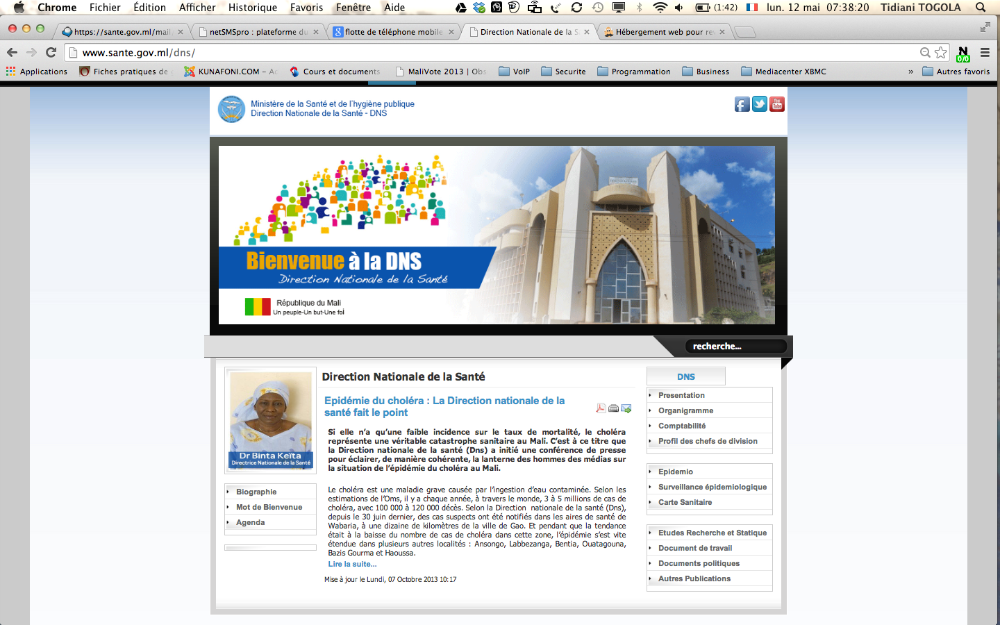 Chrome Fichier Édition Afficher Historique Favoris Fenêtre Aide (1:42) lun. 12 mai 07:38:20 Tidiani TOGOLA
https://sante.gov.ml/mail netSMSpro : plateforme du flotte de téléphone mobile Direction Nationale de la S Hébergement web pour re
www.sante.gov.ml/dns/
0/0
Applications Fiches pratiques de KUNAFONI.COM – Ac Cours et documents MaliVote 2013 | Obs VoIP Securite Programmation Business Mediacenter XBMC » Autres favoris
Ministère de la Santé et de l'hygiène publique
Direction Nationale de la Santé - DNS
You Tube
Bienvenue à la DNS
Direction Nationale de la Santé
République du Mali
Un peuple-Un but-Une foi
recherche...
Dr Binta Keïta
Directrice Nationale de la Santé
Biographie
Mot de Bienvenue
Agenda
Direction Nationale de la Santé
Epidémie du choléra : La Direction nationale de la
santé fait le point
Si elle n’a qu’une faible incidence sur le taux de mortalité, le choléra
représente une véritable catastrophe sanitaire au Mali. C’est à ce titre que
la Direction nationale de la santé (Dns) a initié une conférence de presse
pour éclairer, de manière cohérente, la lanterne des hommes des médias sur
la situation de l’épidémie du choléra au Mali.
Le choléra est une maladie grave causée par l’ingestion d’eau contaminée. Selon les
estimations de l’Oms, il y a chaque année, à travers le monde, 3 à 5 millions de cas de
choléra, avec 100 000 à 120 000 décès. Selon la Direction nationale de la santé (Dns),
depuis le 30 juin dernier, des cas suspects ont été notifiés dans les aires de santé de
Wabaria, à une dizaine de kilomètres de la ville de Gao. Et pendant que la tendance
était à la baisse du nombre de cas de choléra dans cette zone, l’épidémie s’est vite
étendue dans plusieurs autres localités : Ansongo, Labbezanga, Bentia, Ouatagouna,
Bazis Gourma et Haoussa.
Lire la suite...
Mise à jour le Lundi, 07 Octobre 2013 10:17
DNS
Presentation
Organigramme
Comptabilité
Profil des chefs de division
Epidemio
Surveillance épidemiologique
Carte Sanitaire
Etudes Recherche et Statique
Document de travail
Documents politiques
Autres Publications